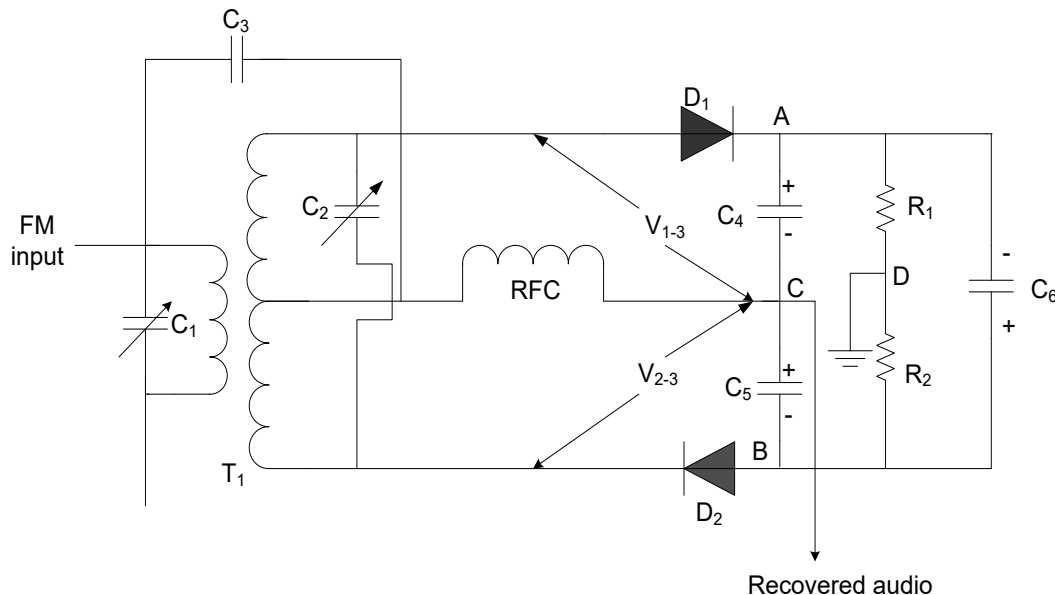 C3
D1
A
FM
input
C2
V1-3
+
C4
-
R1
-
C6
+
RFC
C
D
C1
V2-3
+
C5
-
R2
T1
B
D2
Recovered audio